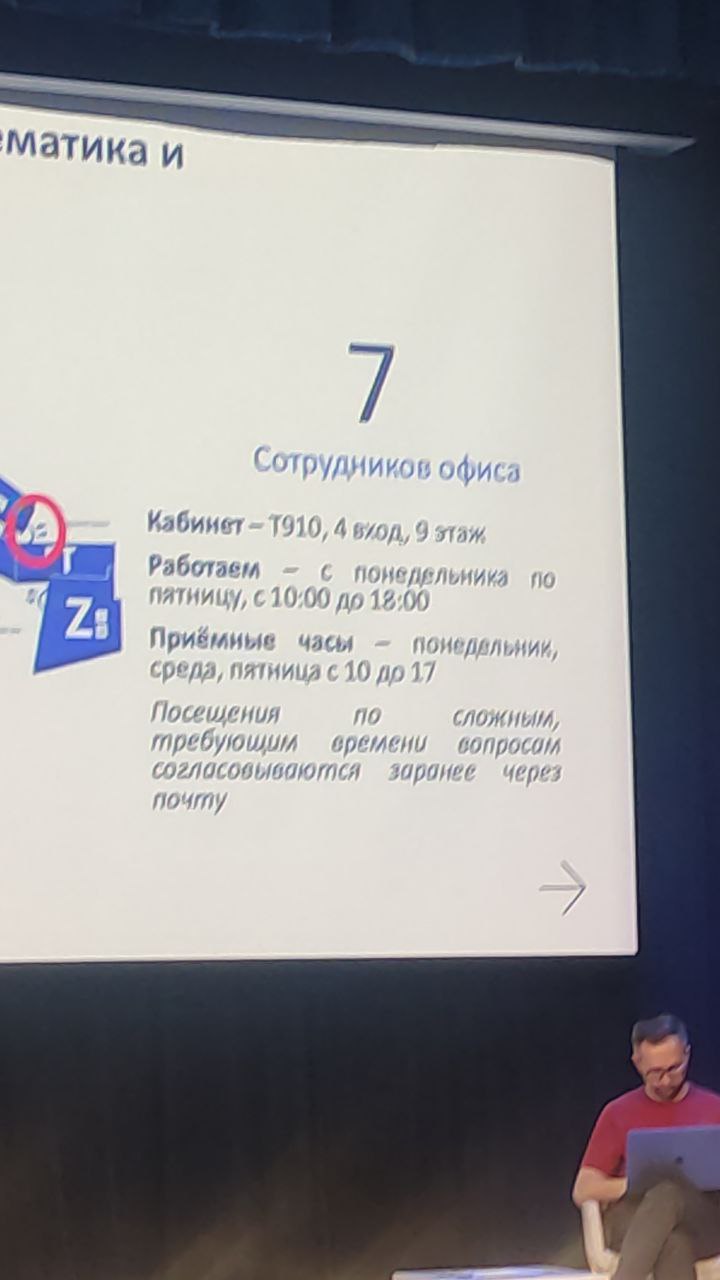 ематика и
7
Сотрудников офиса
Кабинет – T910, 4 вход, 9 этаж
Работаем – с понедельника по
пятницу, с 10:00 до 18:00
Приёмные часы – понедельник,
среда, пятница с 10 до 17
Посещения по сложным,
требующим времени вопросам
согласовываются заранее через
почту
T
Z